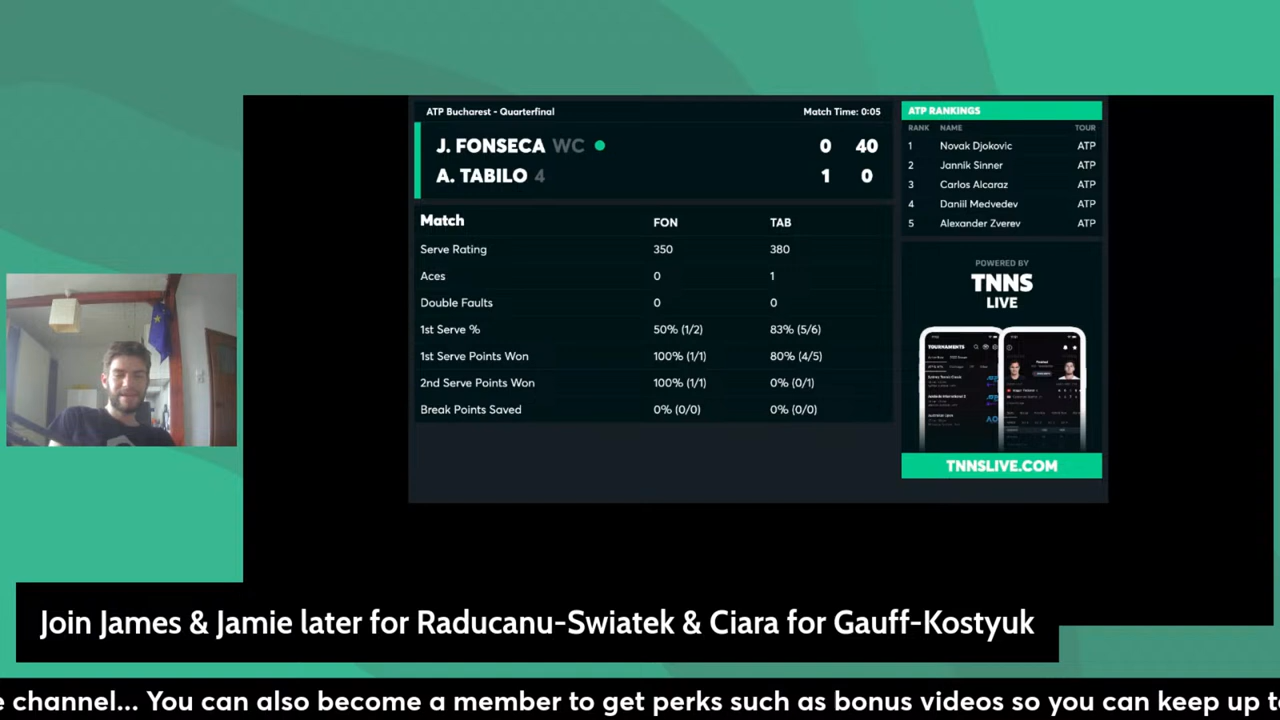 ATP Bucharest - Quarterfinal
Match Time: 0:05
J. FONSECA WC 0 40
A. TABILO 4 1 0
Match FON TAB
Serve Rating 350 380
Aces 0 1
Double Faults 0 0
1st Serve % 50% (1/2) 83% (5/6)
1st Serve Points Won 100% (1/1) 80% (4/5)
2nd Serve Points Won 100% (1/1) 0% (0/1)
Break Points Saved 0% (0/0) 0% (0/0)
ATP RANKINGS
RANK NAME TOUR
1 Novak Djokovic ATP
2 Jannik Sinner ATP
3 Carlos Alcaraz ATP
4 Daniil Medvedev ATP
5 Alexander Zverev ATP
POWERED BY
TNNS
LIVE
TOURNAMENTS
TNNSLIVE.COM
Join James & Jamie later for Raducanu-Swiatek & Ciara for Gauff-Kostyuk
e channel... You can also become a member to get perks such as bonus videos so you can keep up t